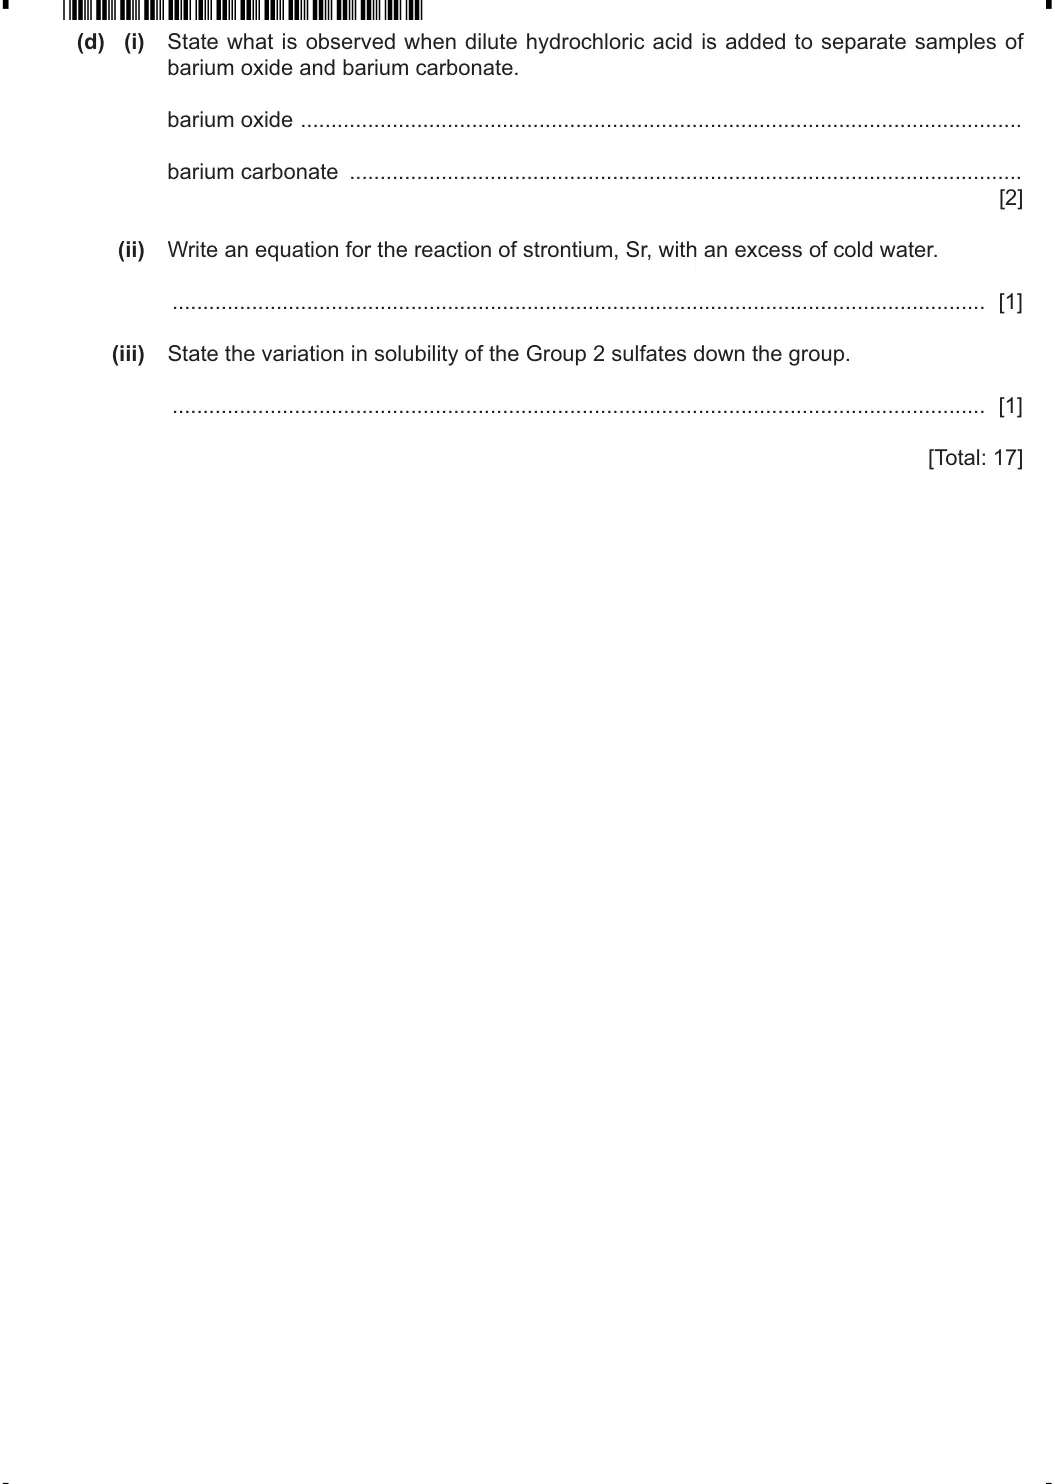 (d) (i) State what is observed when dilute hydrochloric acid is added to separate samples of
barium oxide and barium carbonate.
barium oxide .......................................................................................................................
barium carbonate ...............................................................................................................
[2]
(ii) Write an equation for the reaction of strontium, Sr, with an excess of cold water.
...................................................................................................................................... [1]
(iii) State the variation in solubility of the Group 2 sulfates down the group.
...................................................................................................................................... [1]
[Total: 17]